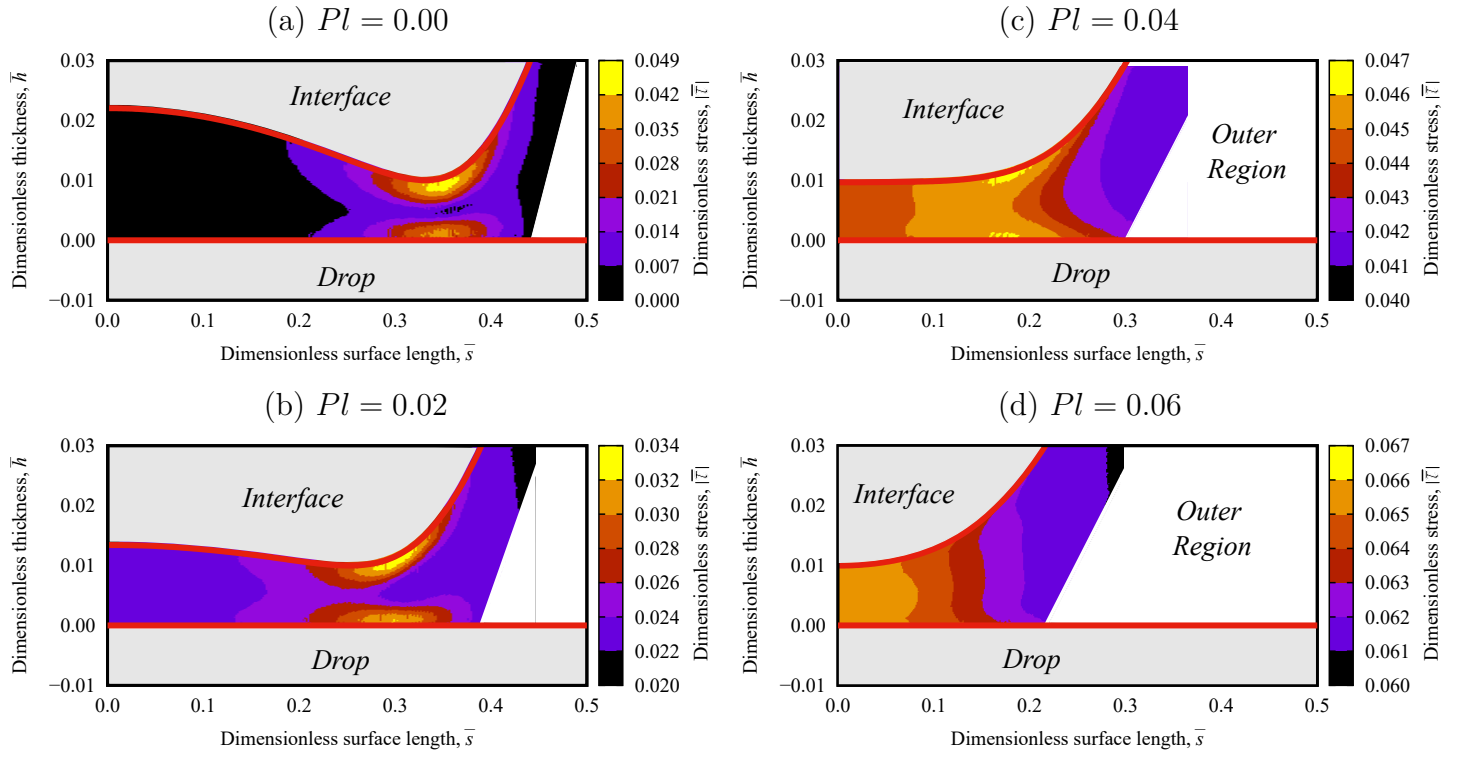 (a) Pl = 0.00
Dimensionless thickness, h̅
0.03
0.02
0.01
0.00
−0.01
Interface
Drop
0.0 0.1 0.2 0.3 0.4 0.5
Dimensionless surface length, s̅
0.049
0.042
0.035
0.028
0.021
0.014
0.007
0.000
Dimensionless stress, |τ̿|
(c) Pl = 0.04
Dimensionless thickness, h̅
0.03
0.02
0.01
0.00
−0.01
Interface
Outer
Region
Drop
0.0 0.1 0.2 0.3 0.4 0.5
Dimensionless surface length, s̅
0.047
0.046
0.045
0.044
0.043
0.042
0.041
0.040
Dimensionless stress, |τ̿|
(b) Pl = 0.02
Dimensionless thickness, h̅
0.03
0.02
0.01
0.00
−0.01
Interface
Drop
0.0 0.1 0.2 0.3 0.4 0.5
Dimensionless surface length, s̅
0.034
0.032
0.030
0.028
0.026
0.024
0.022
0.020
Dimensionless stress, |τ̿|
(d) Pl = 0.06
Dimensionless thickness, h̅
0.03
0.02
0.01
0.00
−0.01
Interface
Outer
Region
Drop
0.0 0.1 0.2 0.3 0.4 0.5
Dimensionless surface length, s̅
0.067
0.066
0.065
0.064
0.063
0.062
0.061
0.060
Dimensionless stress, |τ̿|